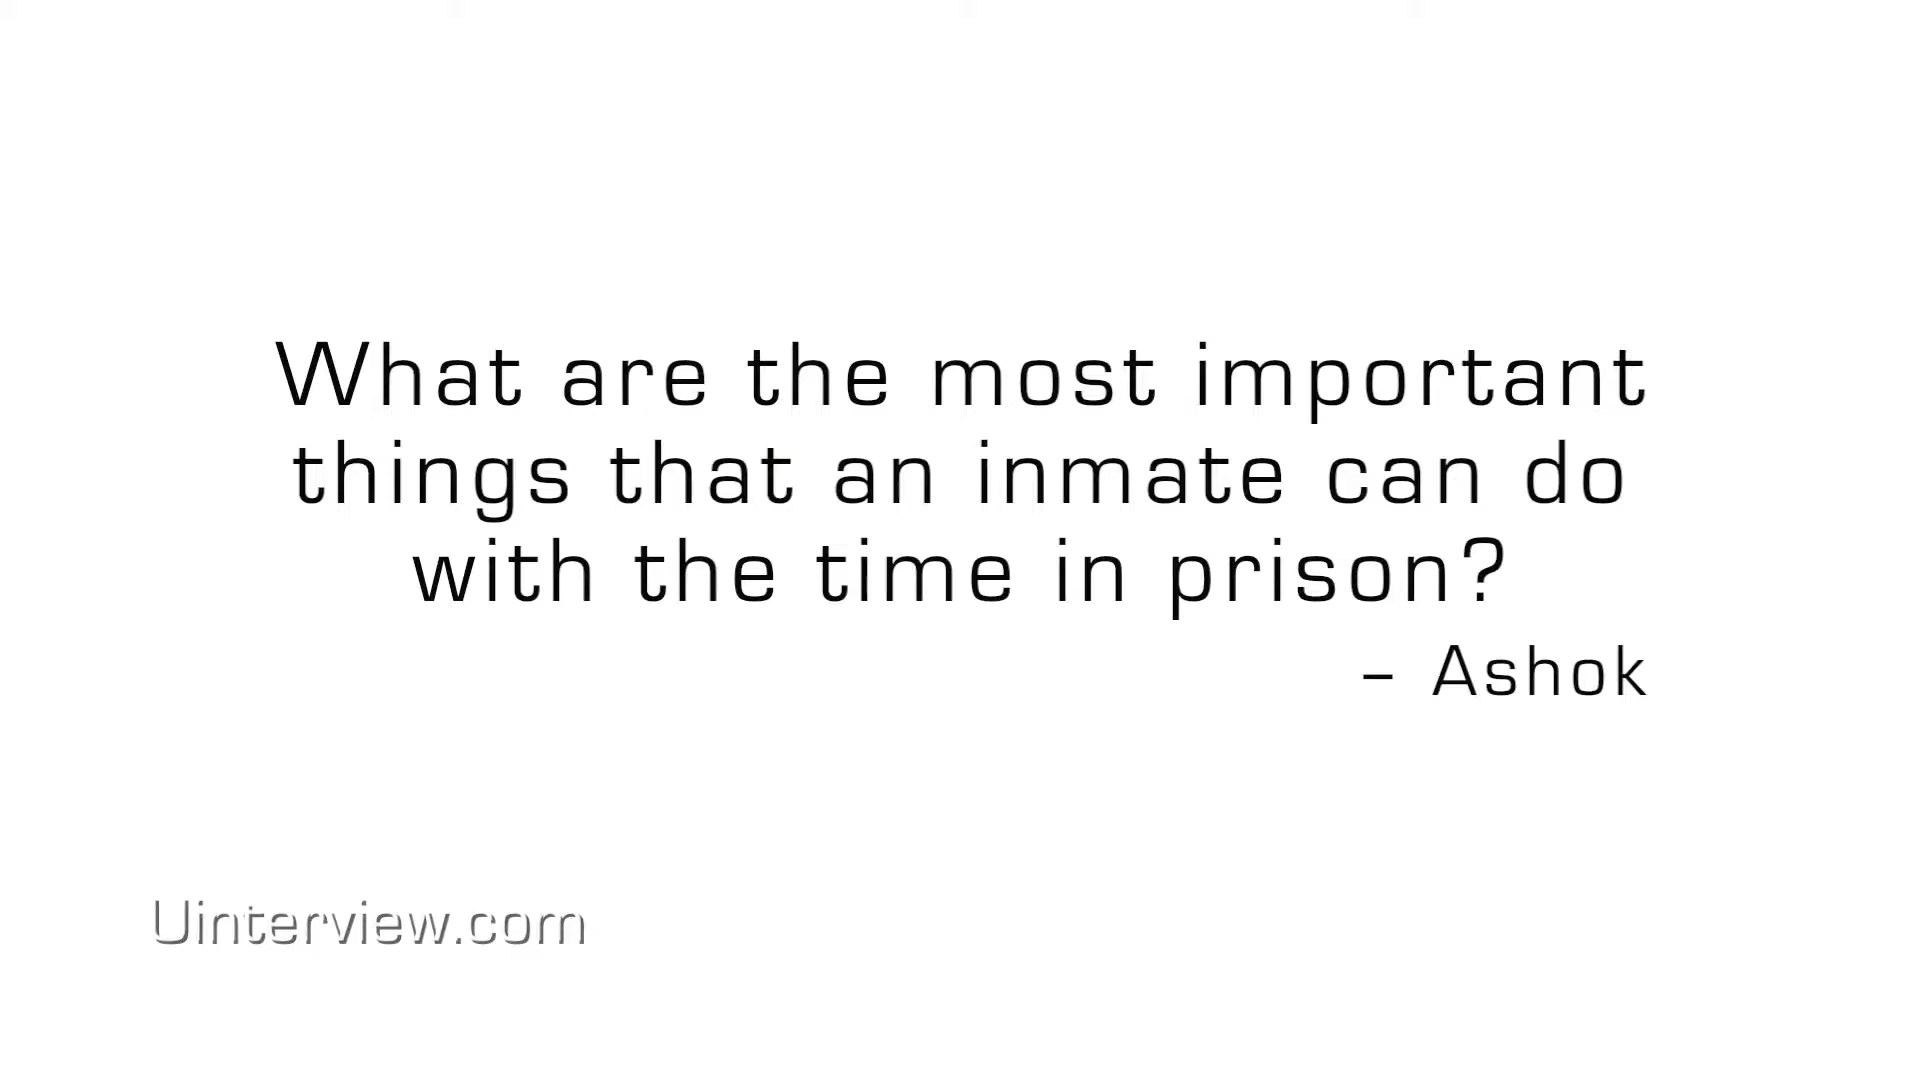 What are the most important
things that an inmate can do
with the time in prison?
– Ashok
Uinterview.com